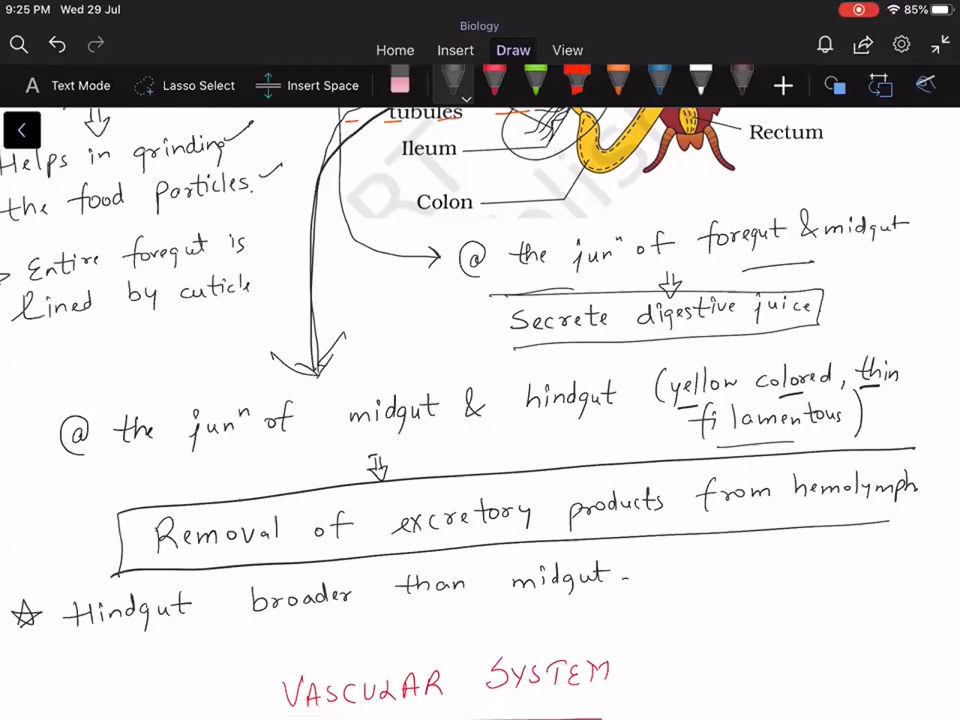 9:25 PM Wed 29 Jul
85%
Biology
Home Insert Draw View
Text Mode Lasso Select Insert Space
tubules
Ileum
Colon
Rectum
Helps in grinding
the food particles.
Entire foregut is
lined by cuticle
@ the junⁿ of foregut & midgut
Secrete digestive juice
@ the junⁿ of midgut & hindgut (yellow colored, thin
filamentous)
Removal of excretory products from hemolymph
☆ Hindgut broader than midgut.
VASCULAR SYSTEM